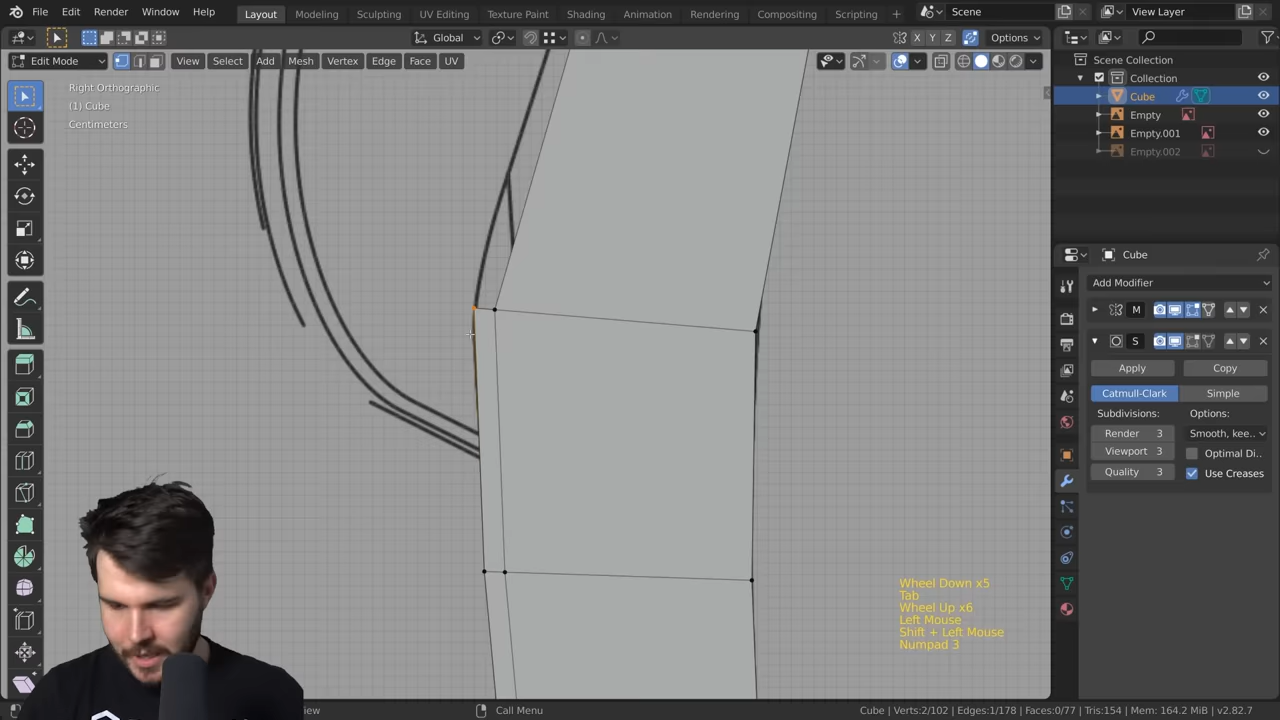 File Edit Render Window Help
Layout Modeling Sculpting UV Editing Texture Paint Shading Animation Rendering Compositing Scripting
Scene
View Layer
Global
X Y Z
Options
Edit Mode
View Select Add Mesh Vertex Edge Face UV
Right Orthographic
(1) Cube
Centimeters
Scene Collection
Collection
Cube
Empty
Empty.001
Empty.002
Cube
Add Modifier
M
S
Apply Copy
Catmull-Clark Simple
Subdivisions: Options:
Render 3 Smooth, kee..
Viewport 3 Optimal Di..
Quality 3 Use Creases
Wheel Down x5
Tab
Wheel Up x6
Left Mouse
Shift + Left Mouse
Numpad 3
Call Menu
Cube | Verts:2/102 | Edges:1/178 | Faces:0/77 | Tris:154 | Mem: 164.2 MiB | v2.82.7